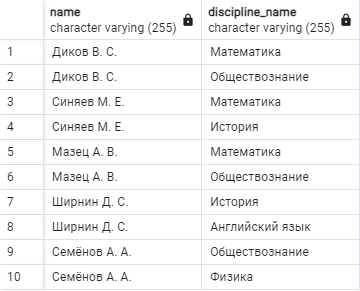 name discipline_name
character varying (255) character varying (255)
1 Диков В. С. Математика
2 Диков В. С. Обществознание
3 Синяев М. Е. Математика
4 Синяев М. Е. История
5 Мазец А. В. Математика
6 Мазец А. В. Обществознание
7 Ширнин Д. С. История
8 Ширнин Д. С. Английский язык
9 Семёнов А. А. Обществознание
10 Семёнов А. А. Физика